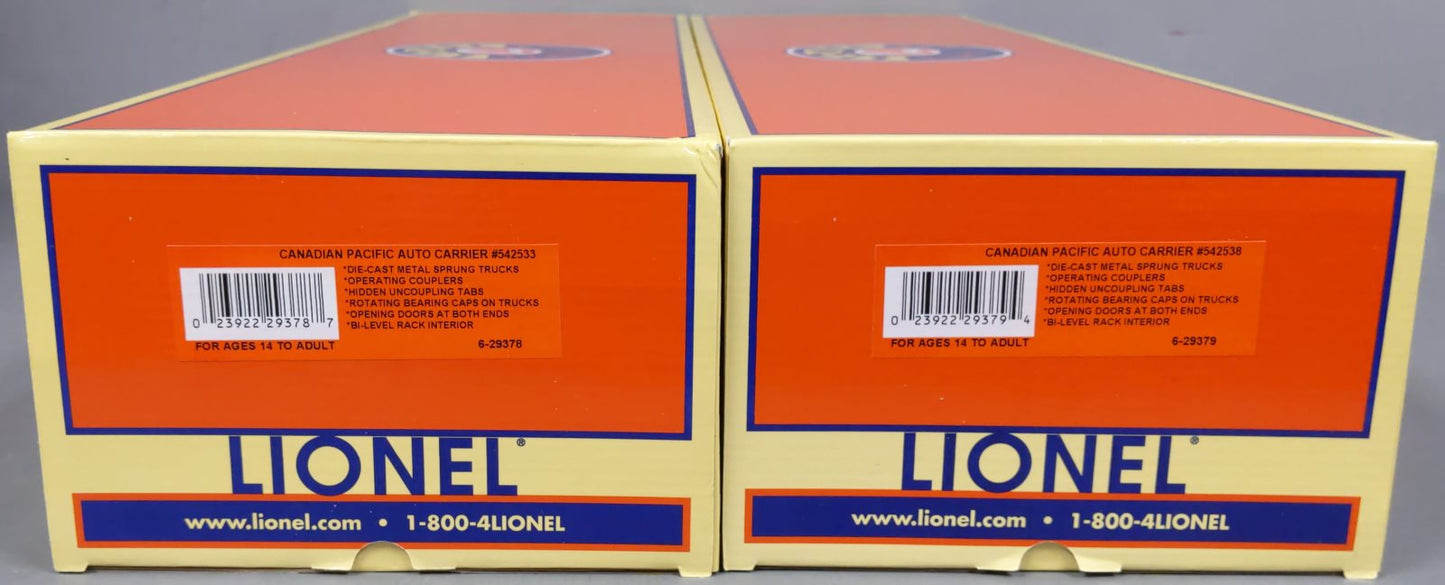 CANADIAN PACIFIC AUTO CARRIER #542533
*DIE-CAST METAL SPRUNG TRUCKS
*OPERATING COUPLERS
*HIDDEN UNCOUPLING TABS
*ROTATING BEARING CAPS ON TRUCKS
*OPENING DOORS AT BOTH ENDS
*BI-LEVEL RACK INTERIOR
0 23922 29378 7
FOR AGES 14 TO ADULT 6-29378
LIONEL®
www.lionel.com • 1-800-4LIONEL
CANADIAN PACIFIC AUTO CARRIER #542538
*DIE-CAST METAL SPRUNG TRUCKS
*OPERATING COUPLERS
*HIDDEN UNCOUPLING TABS
*ROTATING BEARING CAPS ON TRUCKS
*OPENING DOORS AT BOTH ENDS
*BI-LEVEL RACK INTERIOR
0 23922 29379 4
FOR AGES 14 TO ADULT 6-29379
LIONEL®
www.lionel.com • 1-800-4LIONEL